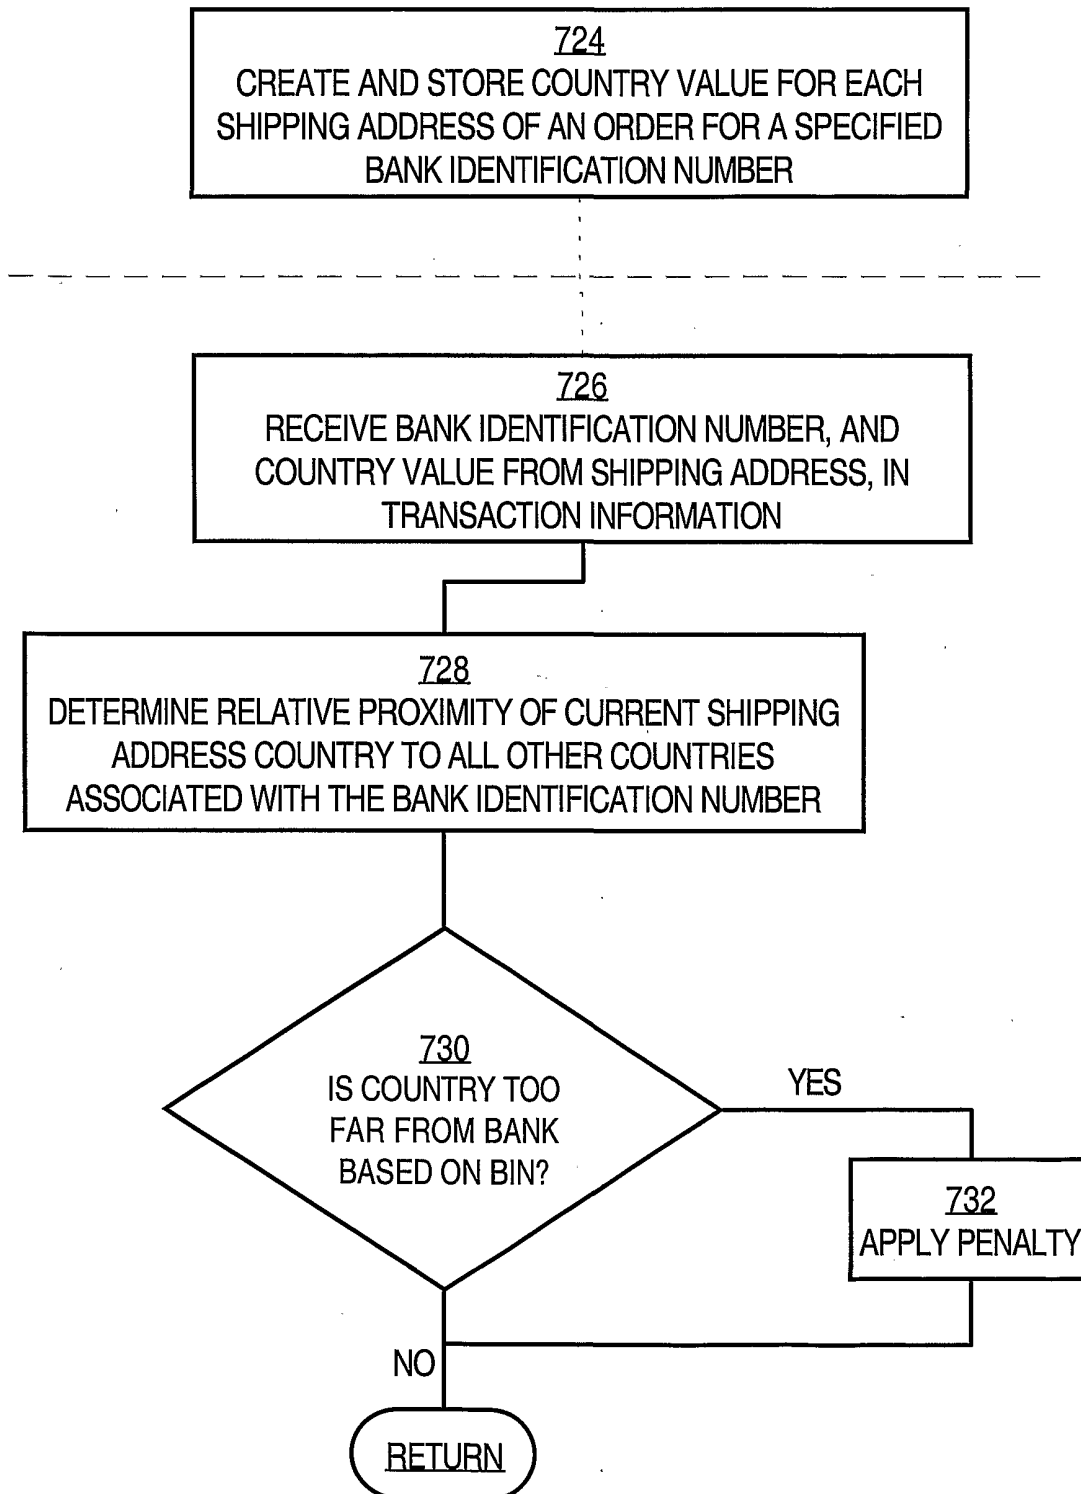 724
CREATE AND STORE COUNTRY VALUE FOR EACH
SHIPPING ADDRESS OF AN ORDER FOR A SPECIFIED
BANK IDENTIFICATION NUMBER
726
RECEIVE BANK IDENTIFICATION NUMBER, AND
COUNTRY VALUE FROM SHIPPING ADDRESS, IN
TRANSACTION INFORMATION
728
DETERMINE RELATIVE PROXIMITY OF CURRENT SHIPPING
ADDRESS COUNTRY TO ALL OTHER COUNTRIES
ASSOCIATED WITH THE BANK IDENTIFICATION NUMBER
730
IS COUNTRY TOO
FAR FROM BANK
BASED ON BIN?
YES
732
APPLY PENALTY
NO
RETURN